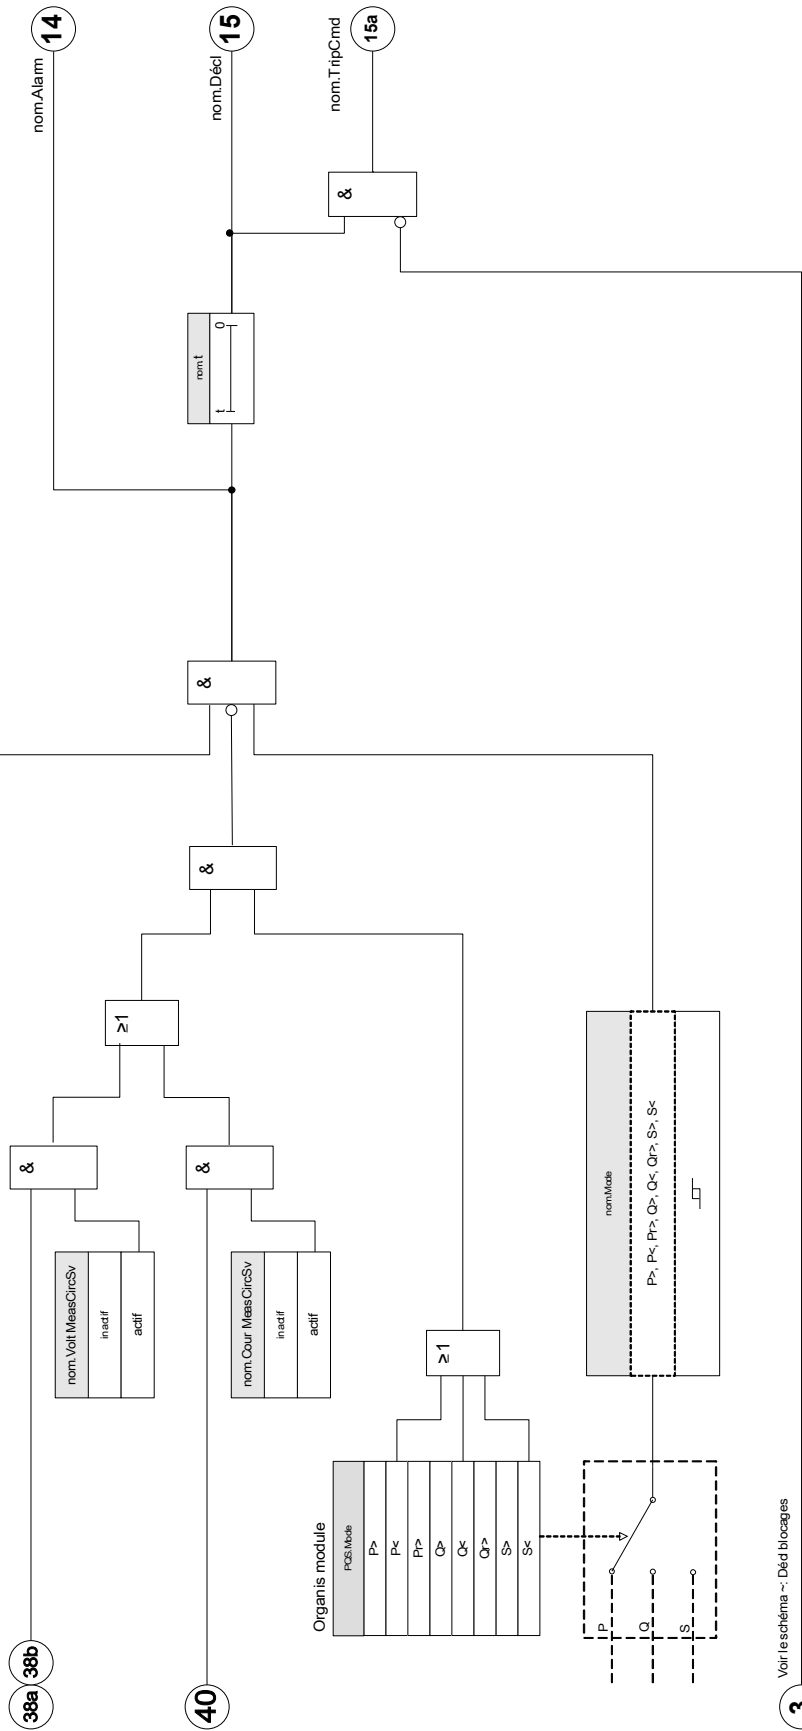 14
nom.Alarm
15
nom.Décl
15a
nom.TripCmd
&
nom.t
t
0
&
&
≥1
&
nom.Volt MeasCircSv
inactif
actif
&
nom.Cour MeasCircSv
inactif
actif
38a
38b
40
≥1
Organis module
PQS.Mode
P>
P<
Pr>
Q>
Q<
Qr>
S>
S<
nom.Mode
P>, P<, Pr>, Q>, Q<, Qr>, S>, S<
P
Q
S
Voir le schéma ~: Décl blocages
3